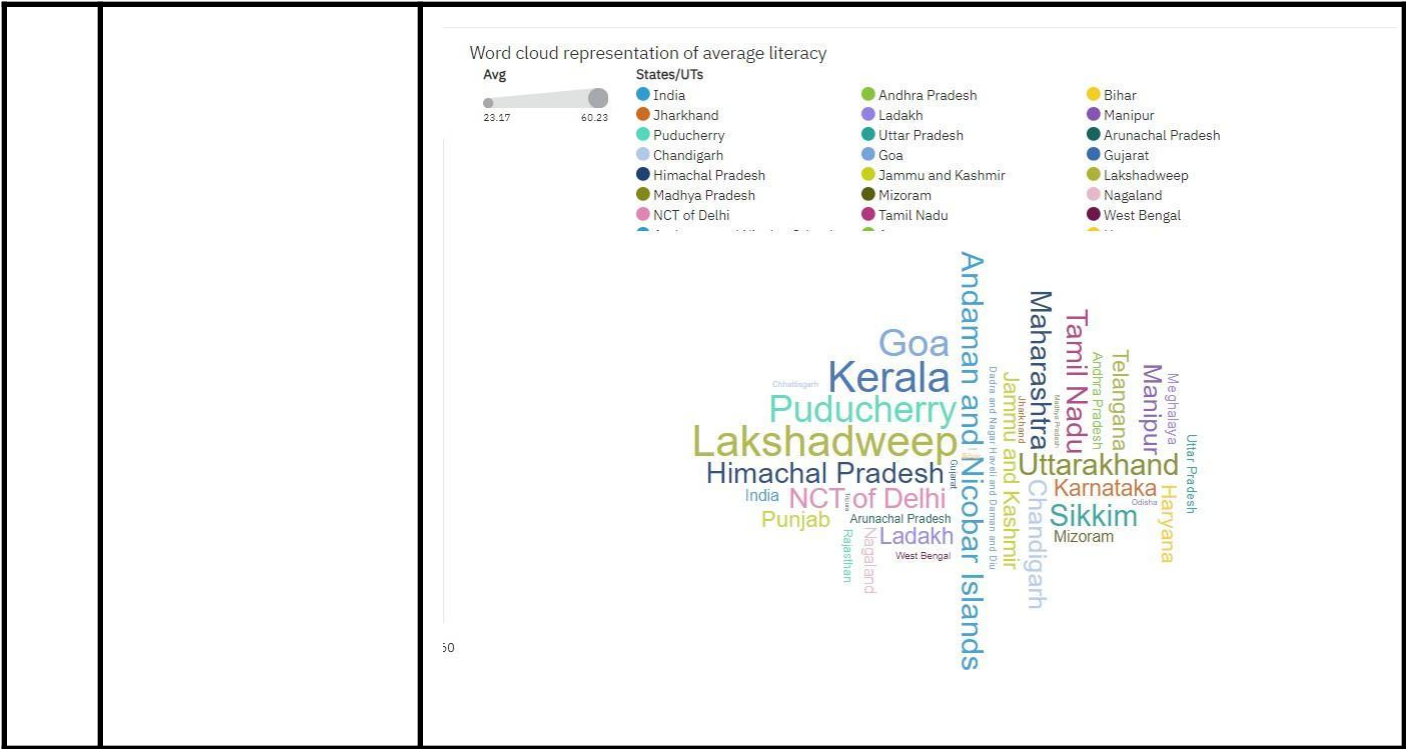 Word cloud representation of average literacy
Avg
23.17 60.23
States/UTs
India
Jharkhand
Puducherry
Chandigarh
Himachal Pradesh
Madhya Pradesh
NCT of Delhi
Andhra Pradesh
Ladakh
Uttar Pradesh
Goa
Jammu and Kashmir
Mizoram
Tamil Nadu
Bihar
Manipur
Arunachal Pradesh
Gujarat
Lakshadweep
Nagaland
West Bengal
Goa
Kerala
Chhattisgarh
Puducherry
Lakshadweep
Himachal Pradesh
India
NCT of Delhi
Punjab
Arunachal Pradesh
Ladakh
West Bengal
Rajasthan
Nagaland
Gujarat
Andaman and Nicobar Islands
Dadra and Nagar Haveli and Daman and Diu
Jammu and Kashmir
Jharkhand
Maharashtra
Madhya Pradesh
Tamil Nadu
Andhra Pradesh
Telangana
Manipur
Meghalaya
Uttar Pradesh
Uttarakhand
Karnataka
Odisha
Sikkim
Mizoram
Chandigarh
Haryana